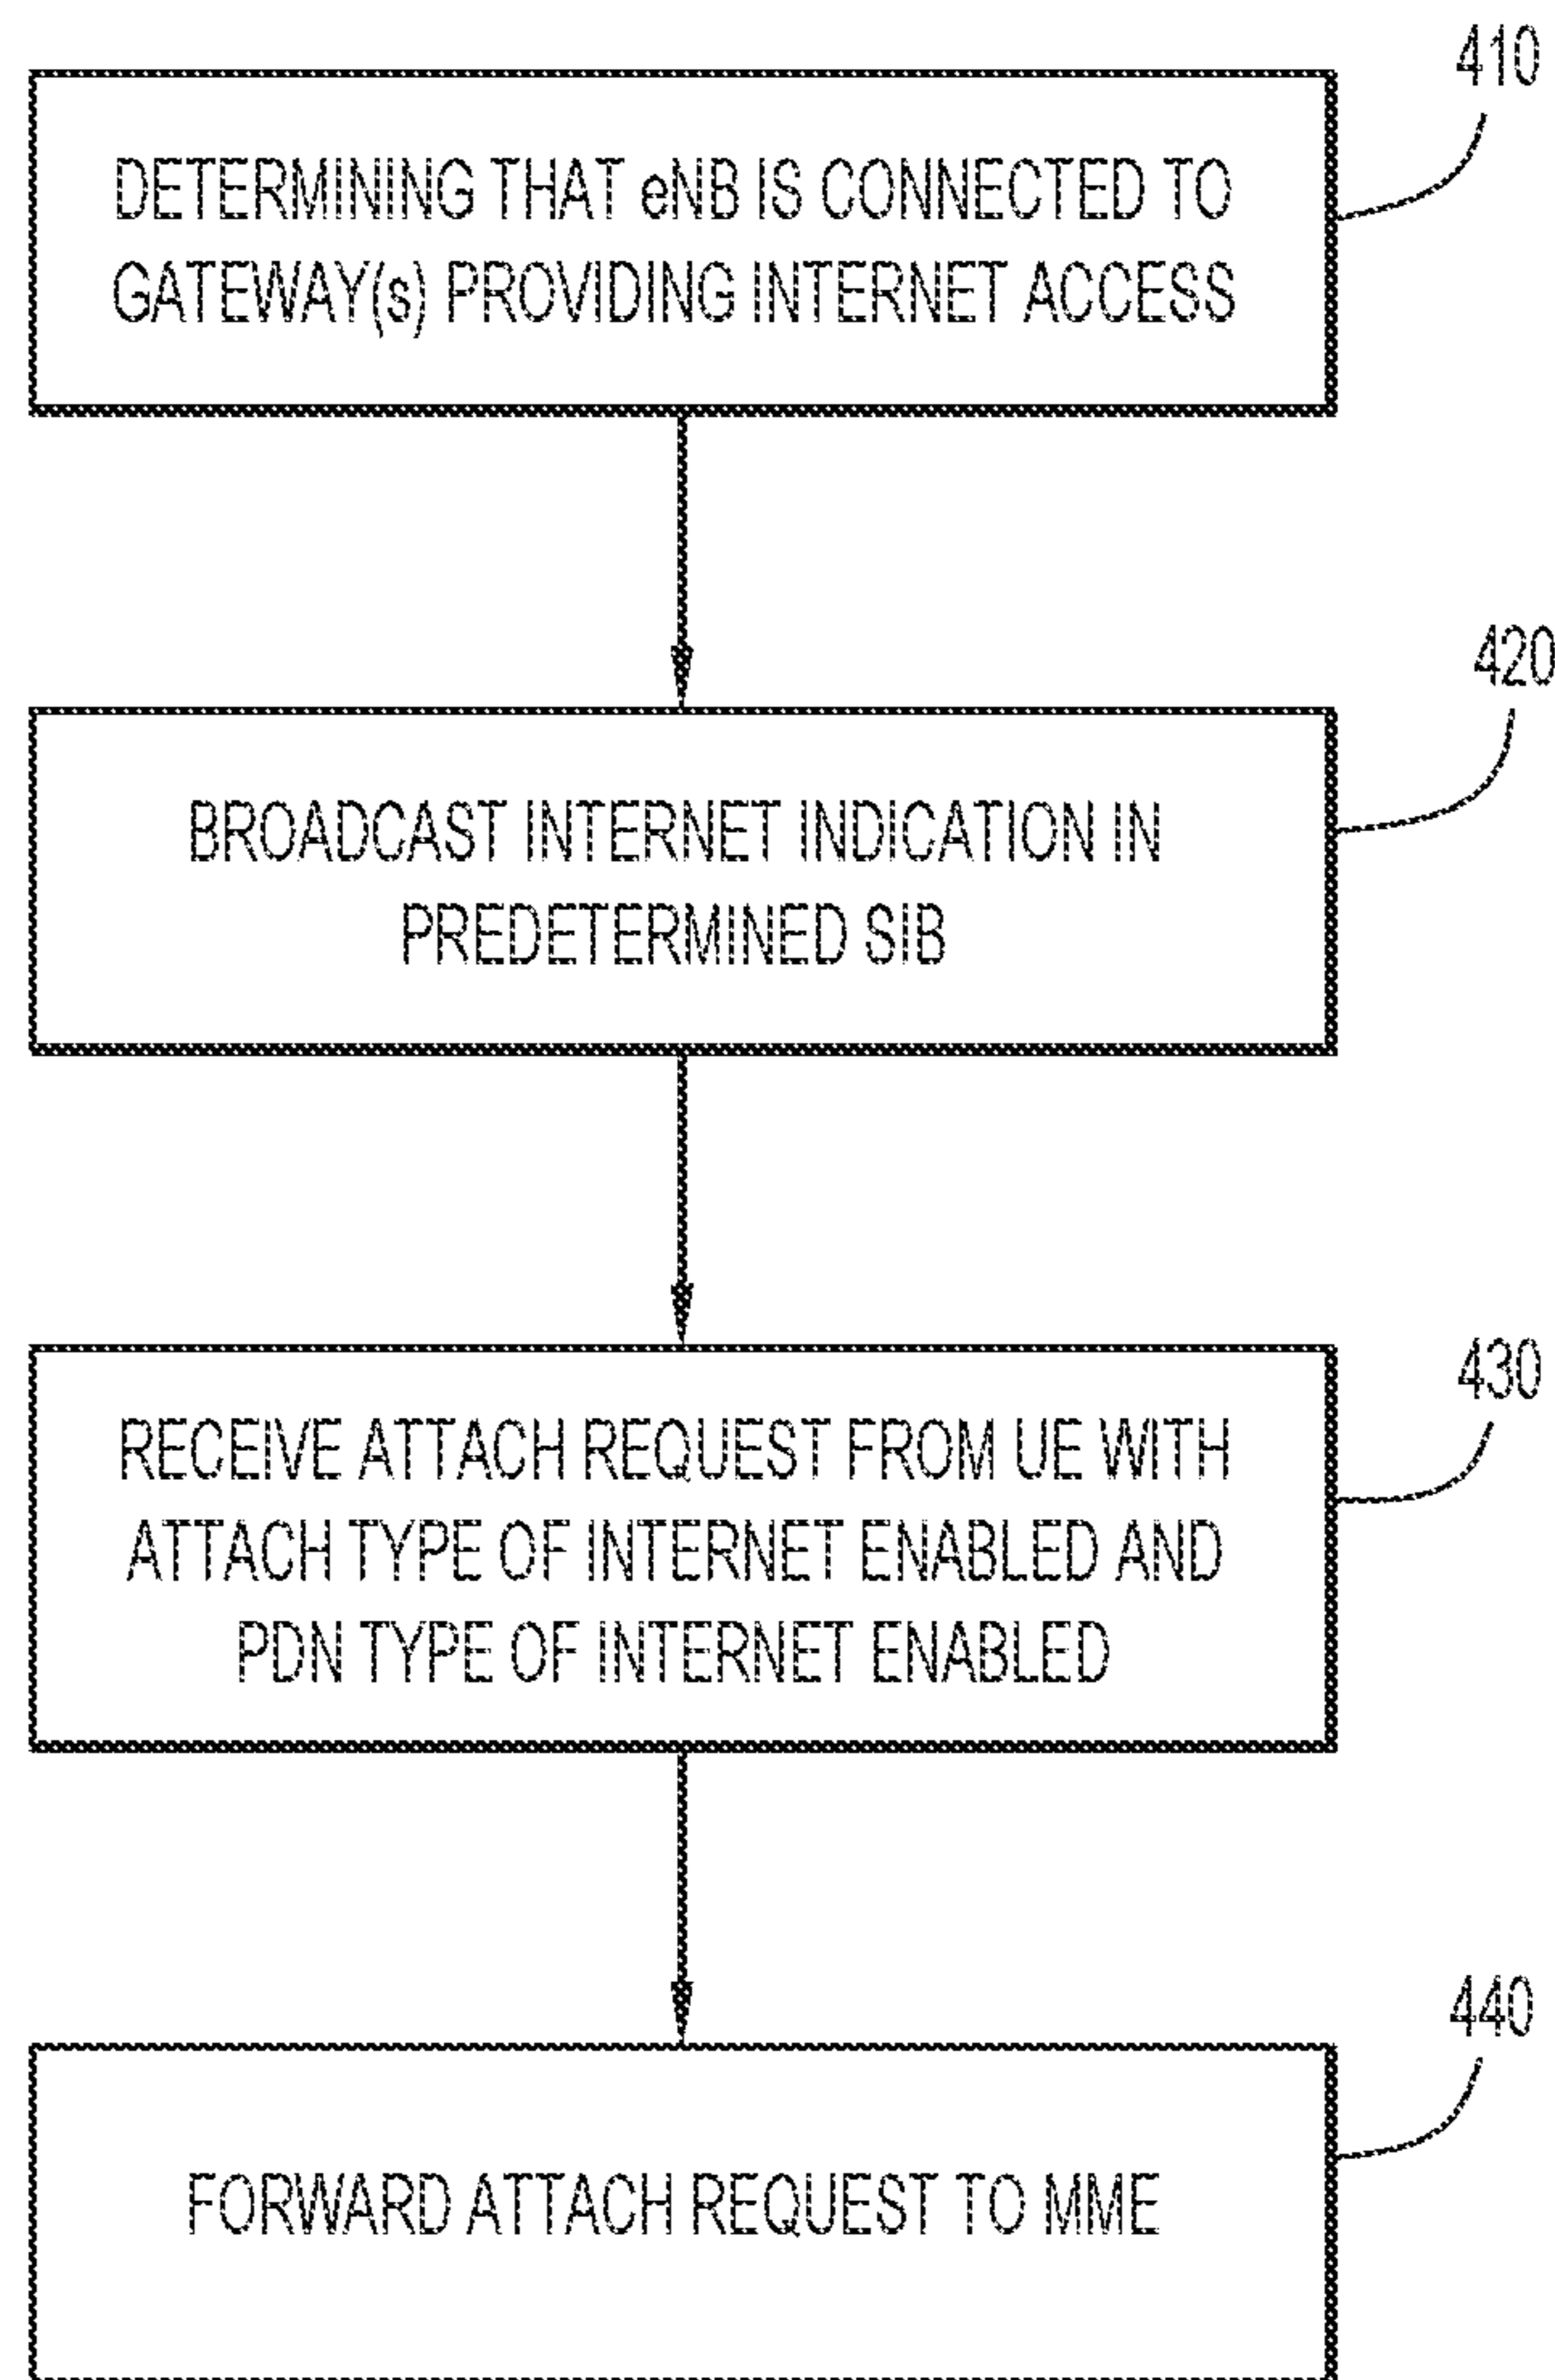 410
DETERMINING THAT eNB IS CONNECTED TO
GATEWAY(s) PROVIDING INTERNET ACCESS
420
BROADCAST INTERNET INDICATION IN
PREDETERMINED SIB
430
RECEIVE ATTACH REQUEST FROM UE WITH
ATTACH TYPE OF INTERNET ENABLED AND
PDN TYPE OF INTERNET ENABLED
440
FORWARD ATTACH REQUEST TO MME